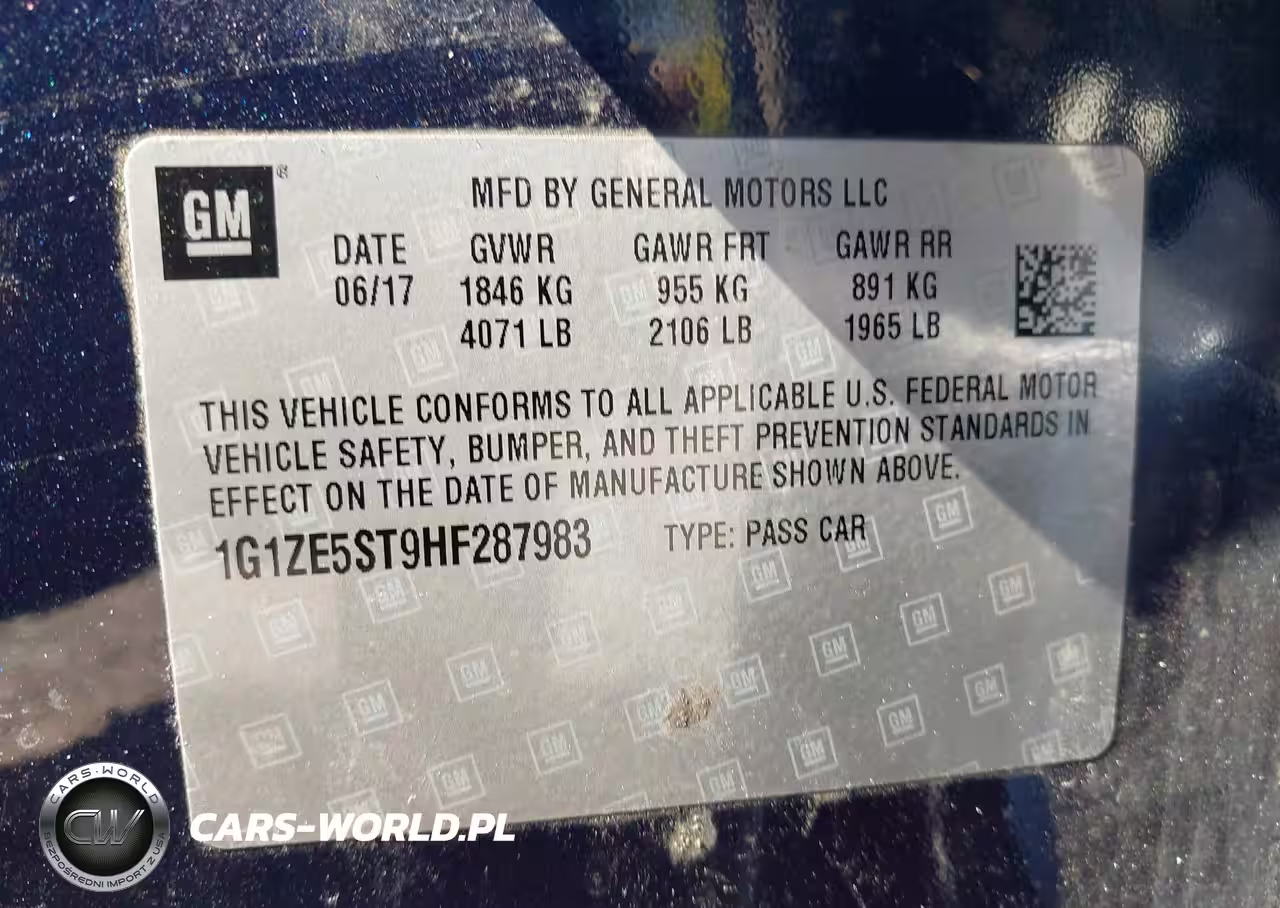 GM
MFD BY GENERAL MOTORS LLC
DATE GVWR GAWR FRT GAWR RR
06/17 1846 KG 955 KG 891 KG
4071 LB 2106 LB 1965 LB
THIS VEHICLE CONFORMS TO ALL APPLICABLE U.S. FEDERAL MOTOR
VEHICLE SAFETY, BUMPER, AND THEFT PREVENTION STANDARDS IN
EFFECT ON THE DATE OF MANUFACTURE SHOWN ABOVE.
1G1ZE5ST9HF287983 TYPE: PASS CAR
CARS-WORLD
CW
BEZPOŚREDNI IMPORT Z USA
CARS-WORLD.PL